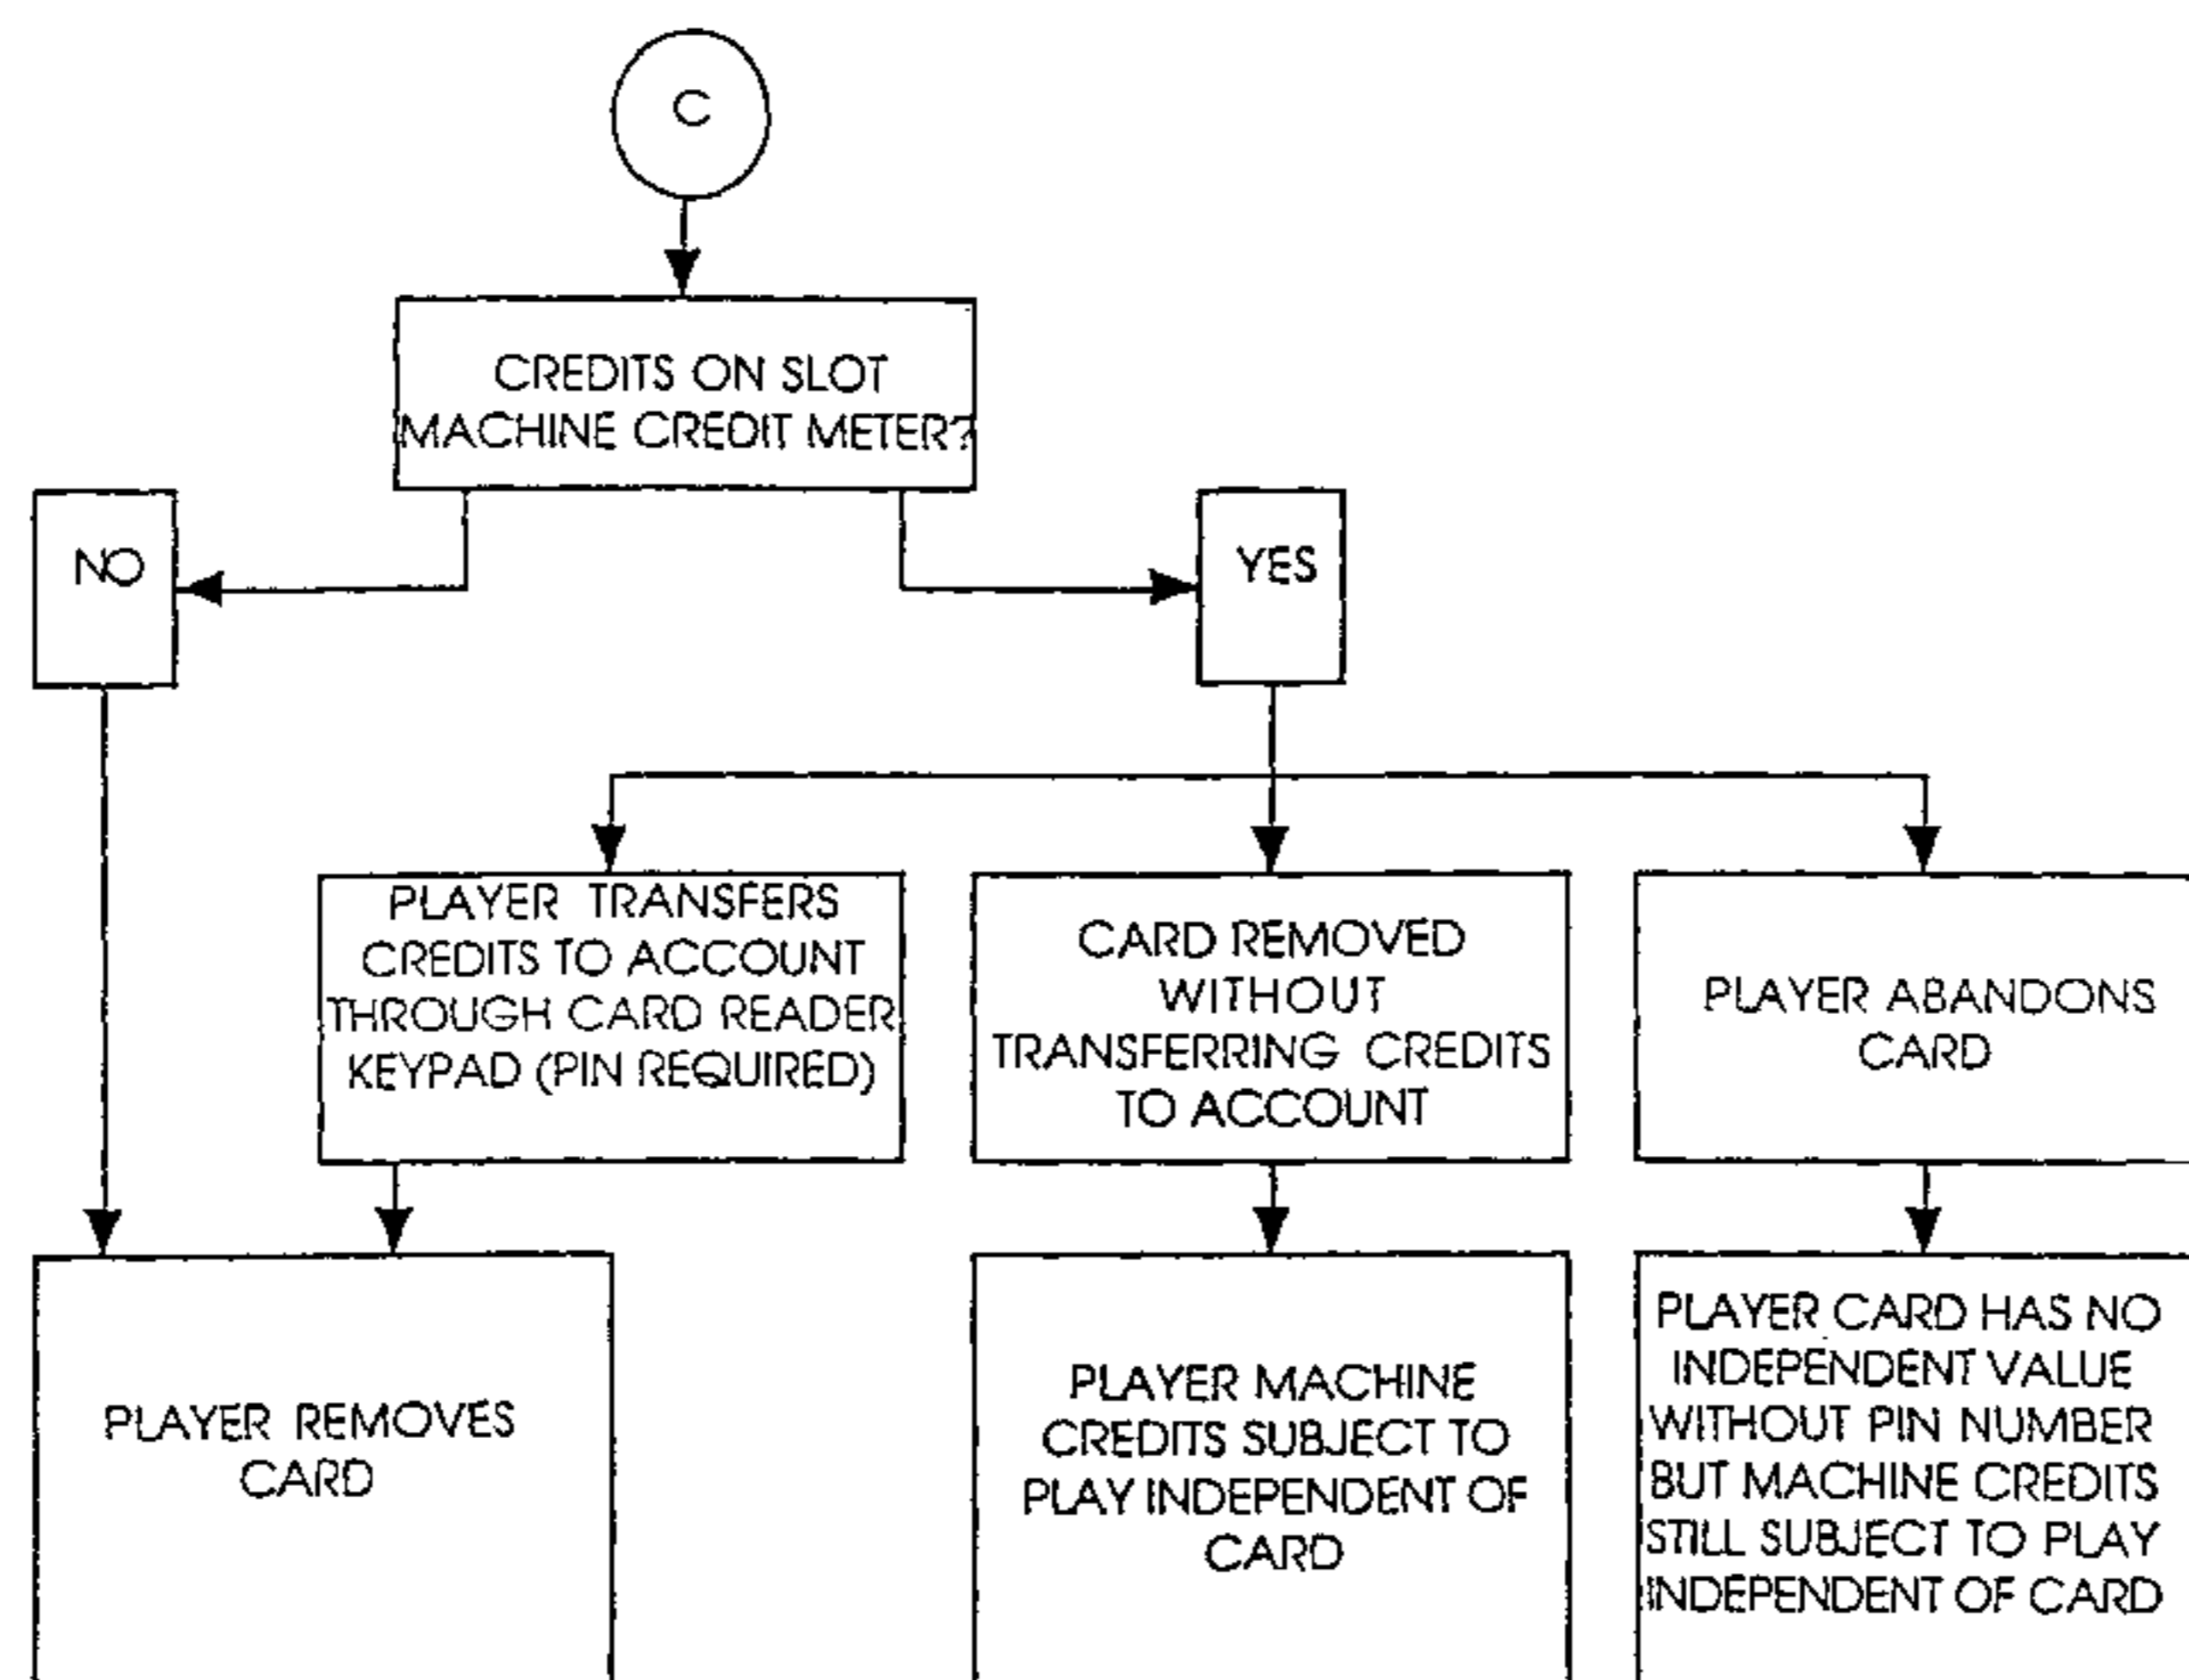 C
CREDITS ON SLOT
MACHINE CREDIT METER?
NO
YES
PLAYER TRANSFERS
CREDITS TO ACCOUNT
THROUGH CARD READER
KEYPAD (PIN REQUIRED)
CARD REMOVED
WITHOUT
TRANSFERRING CREDITS
TO ACCOUNT
PLAYER ABANDONS
CARD
PLAYER REMOVES
CARD
PLAYER MACHINE
CREDITS SUBJECT TO
PLAY INDEPENDENT OF
CARD
PLAYER CARD HAS NO
INDEPENDENT VALUE
WITHOUT PIN NUMBER
BUT MACHINE CREDITS
STILL SUBJECT TO PLAY
INDEPENDENT OF CARD